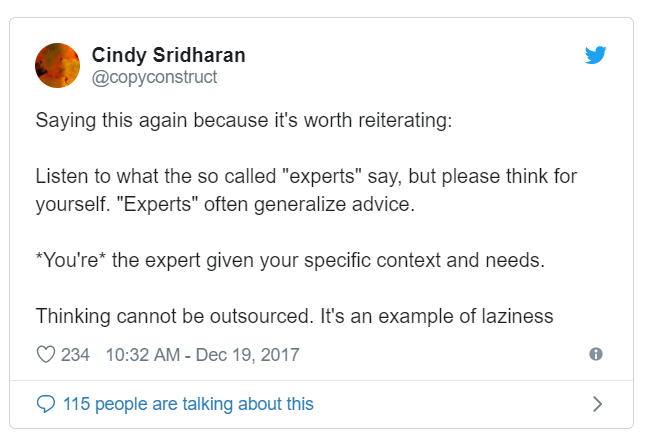 Cindy Sridharan
@copyconstruct
Saying this again because it's worth reiterating:
Listen to what the so called "experts" say, but please think for
yourself. "Experts" often generalize advice.
*You're* the expert given your specific context and needs.
Thinking cannot be outsourced. It's an example of laziness
234 10:32 AM - Dec 19, 2017
115 people are talking about this